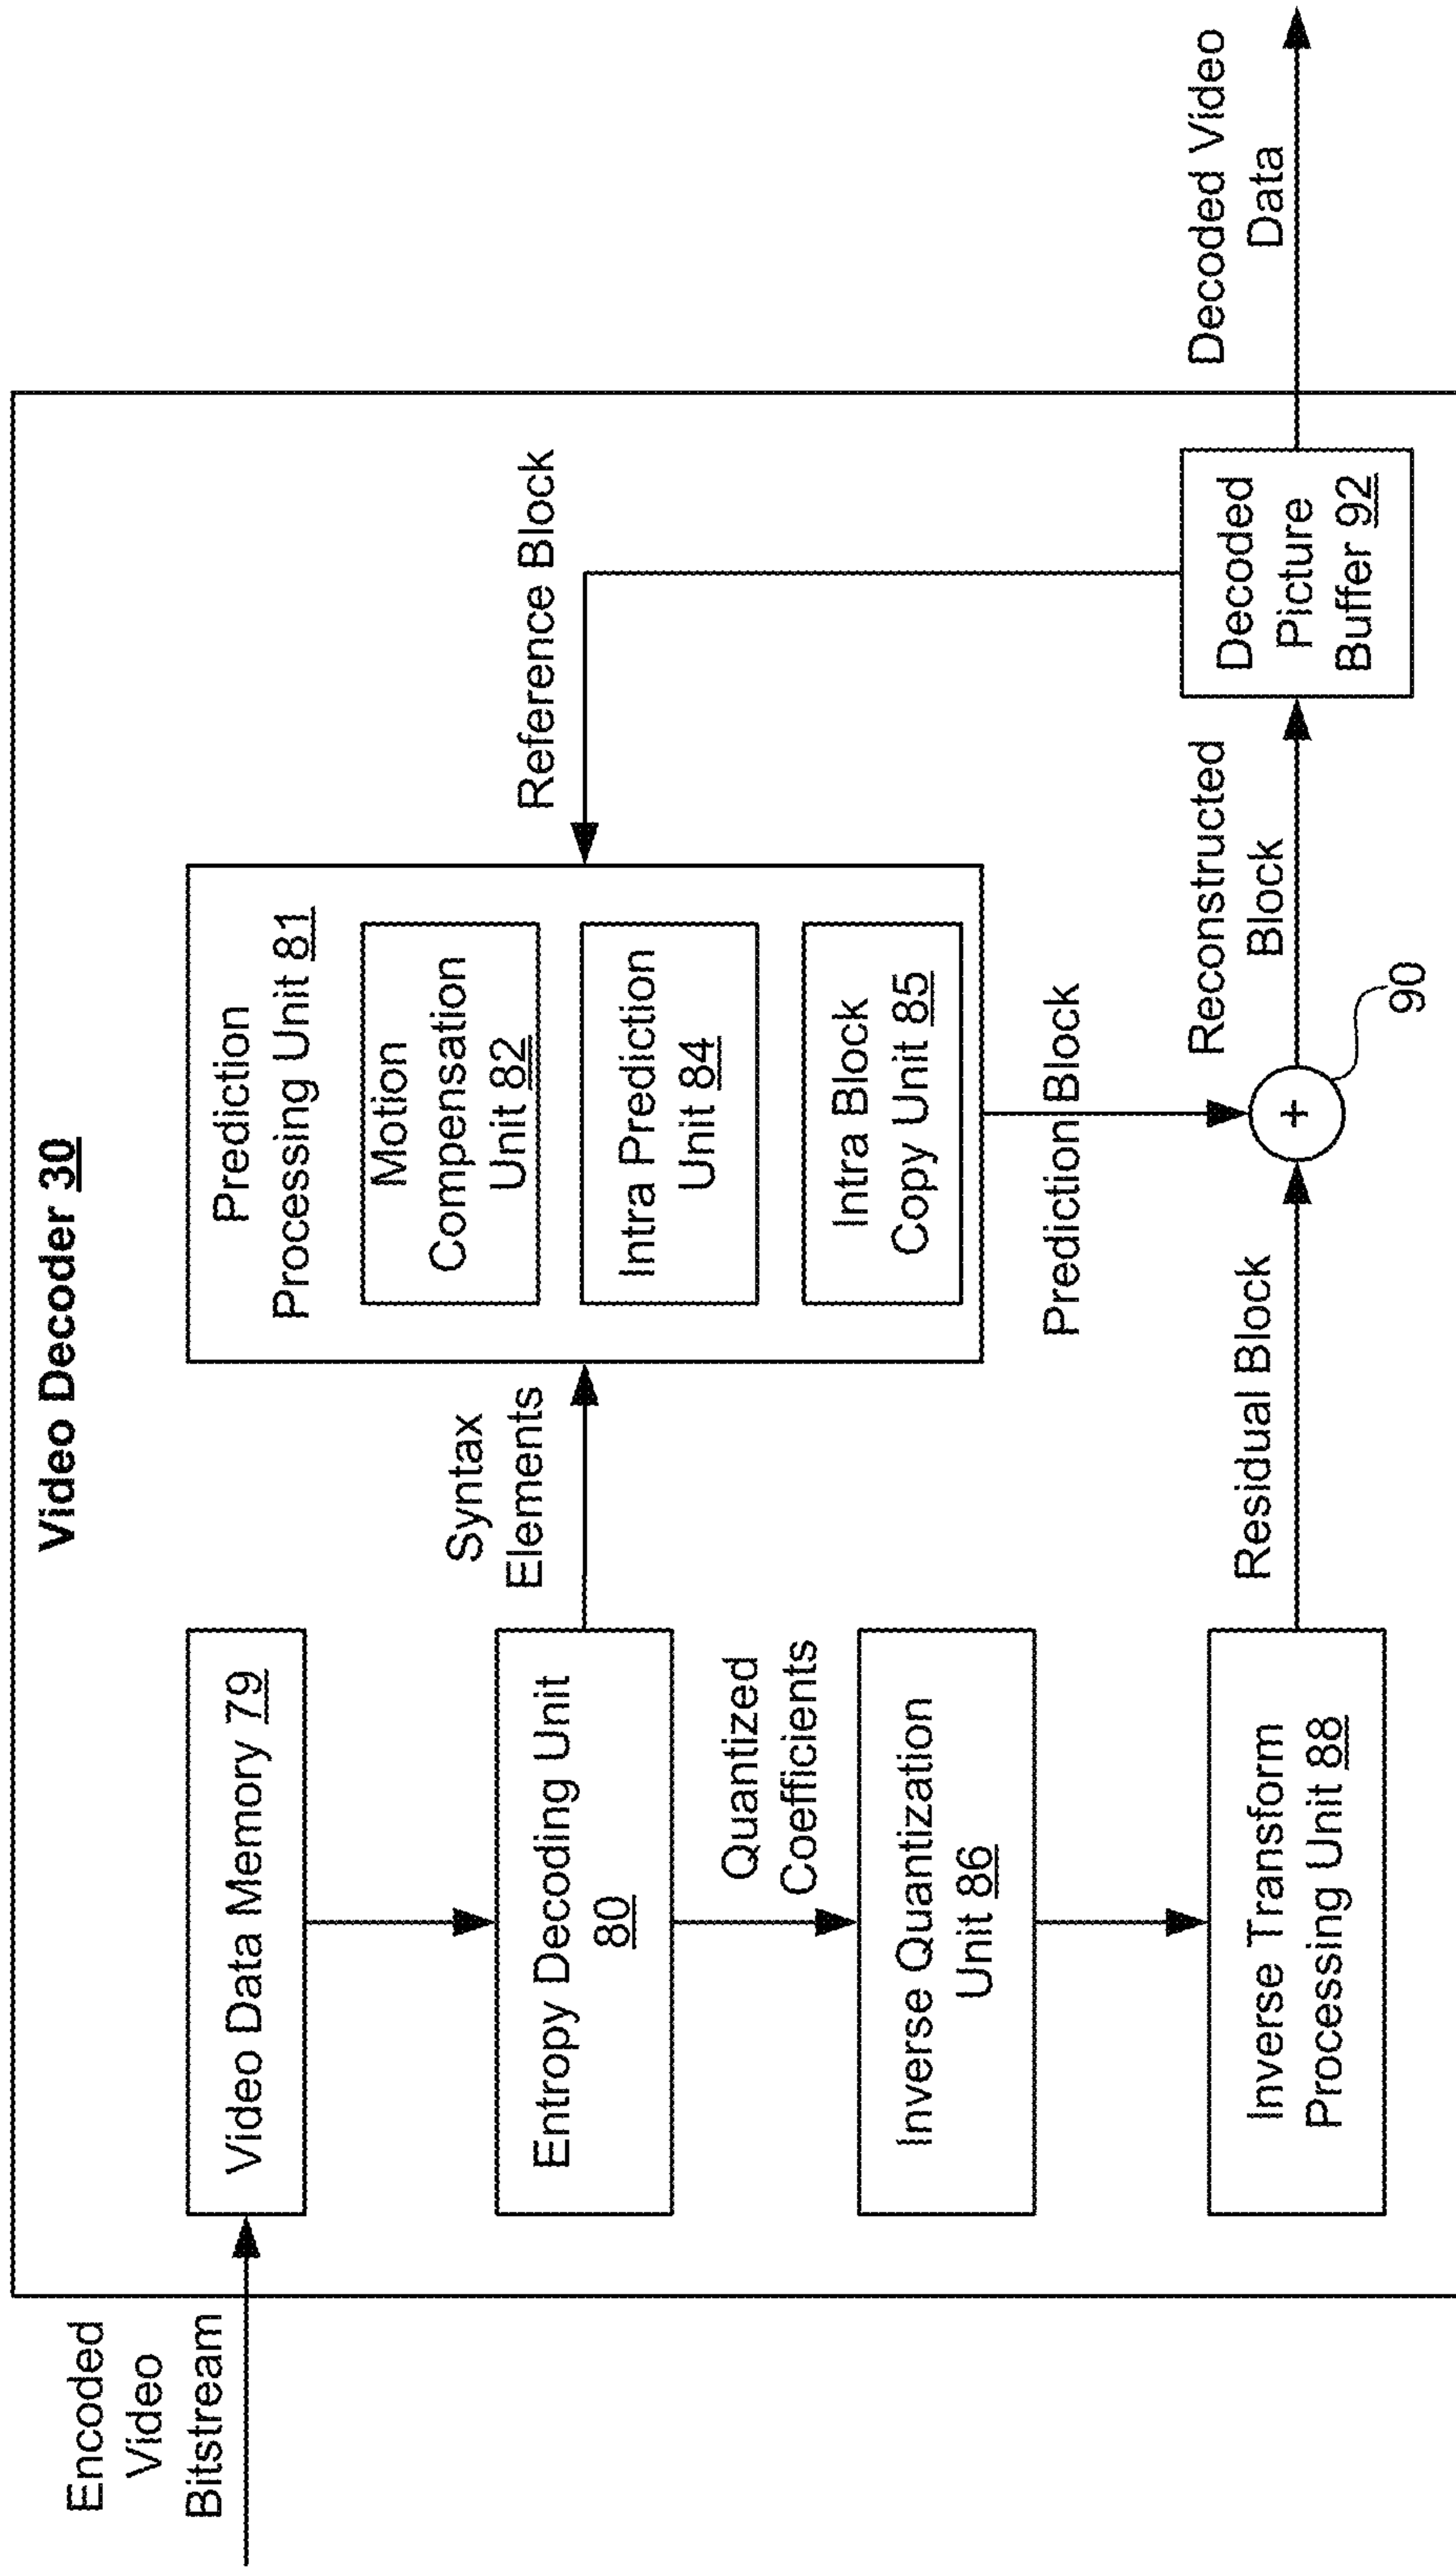 Video Decoder 30
Encoded
Video
Bitstream
Video Data Memory 79
Entropy Decoding Unit
80
Quantized
Coefficients
Inverse Quantization
Unit 86
Inverse Transform
Processing Unit 88
Syntax
Elements
Prediction
Processing Unit 81
Motion
Compensation
Unit 82
Intra Prediction
Unit 84
Intra Block
Copy Unit 85
Reference Block
Prediction Block
Residual Block
+
90
Reconstructed
Block
Decoded
Picture
Buffer 92
Decoded Video
Data